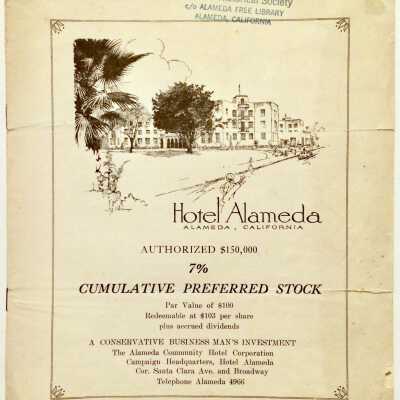 Historical Society
c/o ALAMEDA FREE LIBRARY
ALAMEDA, CALIFORNIA
Hotel Alameda
ALAMEDA, CALIFORNIA
AUTHORIZED $150,000
7%
CUMULATIVE PREFERRED STOCK
Par Value of $100
Redeemable at $103 per share
plus accrued dividends
A CONSERVATIVE BUSINESS MAN'S INVESTMENT
The Alameda Community Hotel Corporation
Campaign Headquarters, Hotel Alameda
Cor. Santa Clara Ave. and Broadway
Telephone Alameda 4966